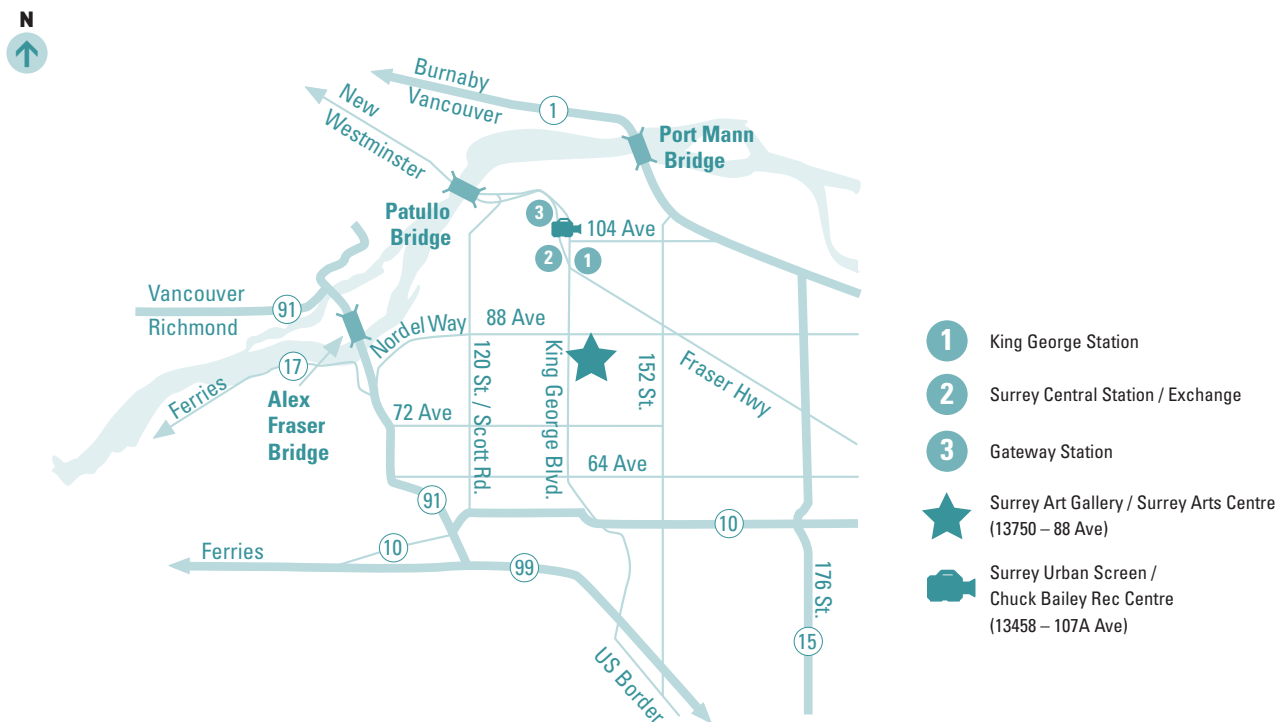 N
Burnaby
Vancouver
1
New
Westminster
Port Mann
Bridge
Patullo
Bridge
3
104 Ave
2
1
Vancouver
Richmond
91
Nordel Way
88 Ave
17
Ferries
Alex
Fraser
Bridge
120 St. / Scott Rd.
King George Blvd.
152 St.
Fraser Hwy
72 Ave
64 Ave
91
10
10
Ferries
99
176 St.
15
US Border
1
King George Station
2
Surrey Central Station / Exchange
3
Gateway Station
Surrey Art Gallery / Surrey Arts Centre
(13750 – 88 Ave)
Surrey Urban Screen /
Chuck Bailey Rec Centre
(13458 – 107A Ave)